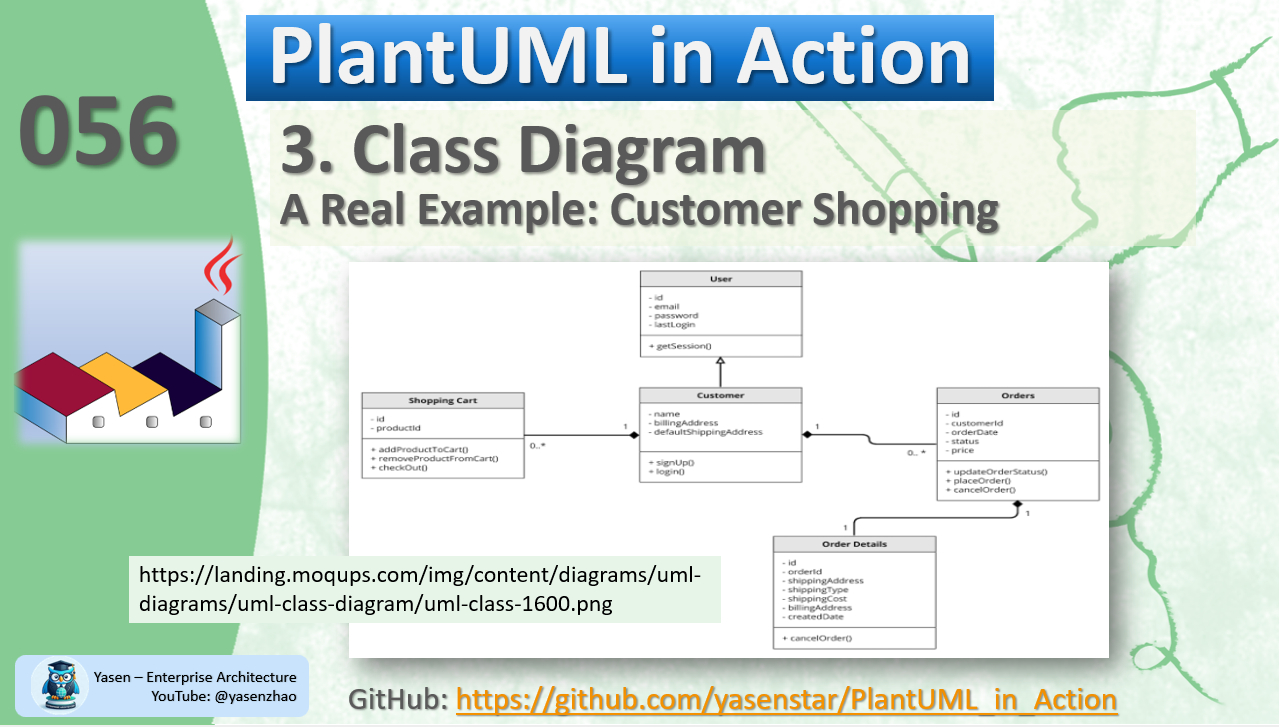 PlantUML in Action
056
3. Class Diagram
A Real Example: Customer Shopping
User
- id
- email
- password
- lastLogin
+ getSession()
Shopping Cart
- id
- productId
+ addProductToCart()
+ removeProductFromCart()
+ checkOut()
0..*
1
Customer
- name
- billingAddress
- defaultShippingAddress
+ signUp()
+ login()
1
0.. *
Orders
- id
- customerId
- orderDate
- status
- price
+ updateOrderStatus()
+ placeOrder()
+ cancelOrder()
1
1
Order Details
- id
- orderId
- shippingAddress
- shippingType
- shippingCost
- billingAddress
- createdDate
+ cancelOrder()
https://landing.moqups.com/img/content/diagrams/uml-
diagrams/uml-class-diagram/uml-class-1600.png
Yasen – Enterprise Architecture
YouTube: @yasenzhao
GitHub: https://github.com/yasenstar/PlantUML_in_Action